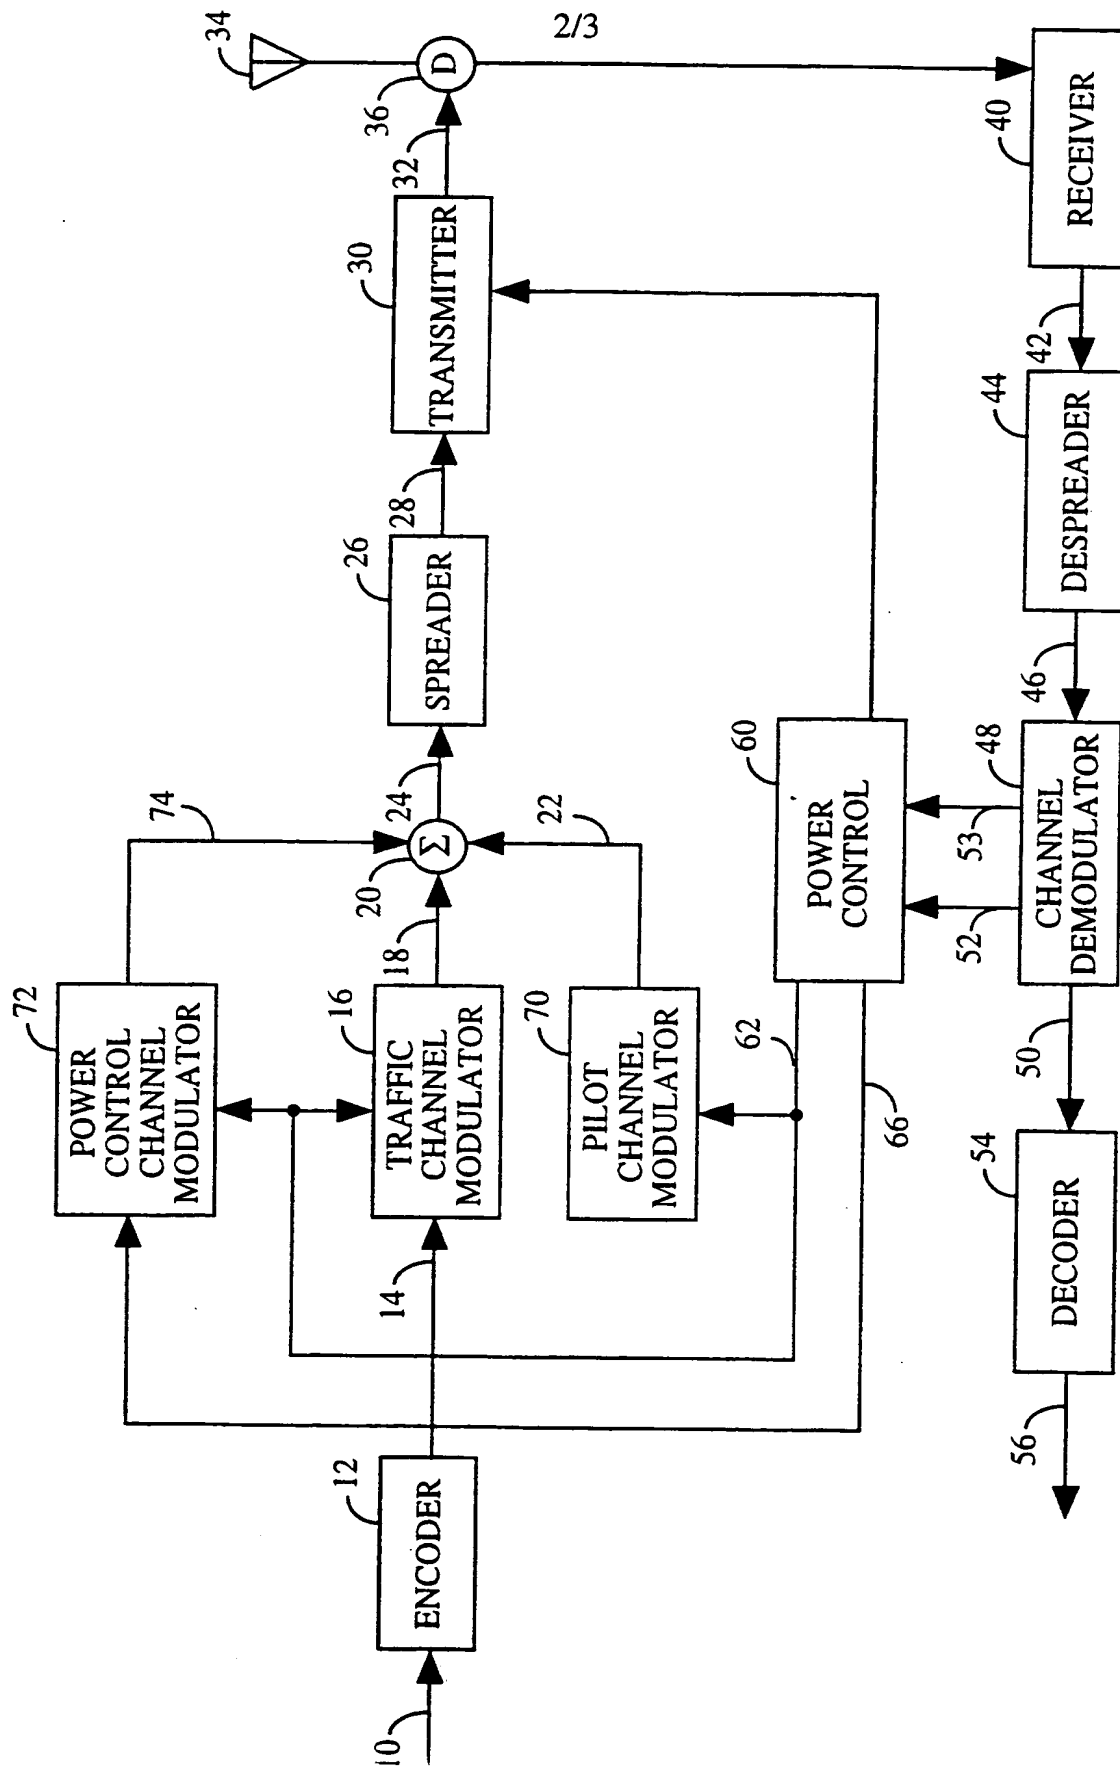 2/3
34
D
36
32
TRANSMITTER
30
28
SPREADER
26
24
Σ
20
74
22
18
72
POWER
CONTROL
CHANNEL
MODULATOR
16
TRAFFIC
CHANNEL
MODULATOR
70
PILOT
CHANNEL
MODULATOR
14
12
ENCODER
10
60
POWER
CONTROL
62
66
40
RECEIVER
42
44
DESPREADER
46
48
CHANNEL
DEMODULATOR
53
52
50
54
DECODER
56